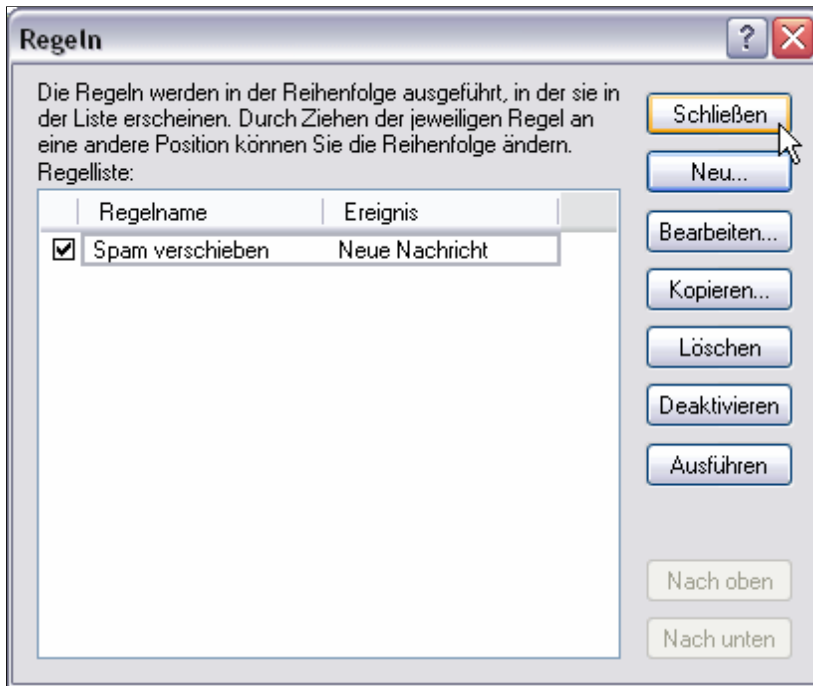 Regeln
Die Regeln werden in der Reihenfolge ausgeführt, in der sie in
der Liste erscheinen. Durch Ziehen der jeweiligen Regel an
eine andere Position können Sie die Reihenfolge ändern.
Regelliste:
Regelname Ereignis
Spam verschieben Neue Nachricht
Schließen
Neu...
Bearbeiten...
Kopieren...
Löschen
Deaktivieren
Ausführen
Nach oben
Nach unten